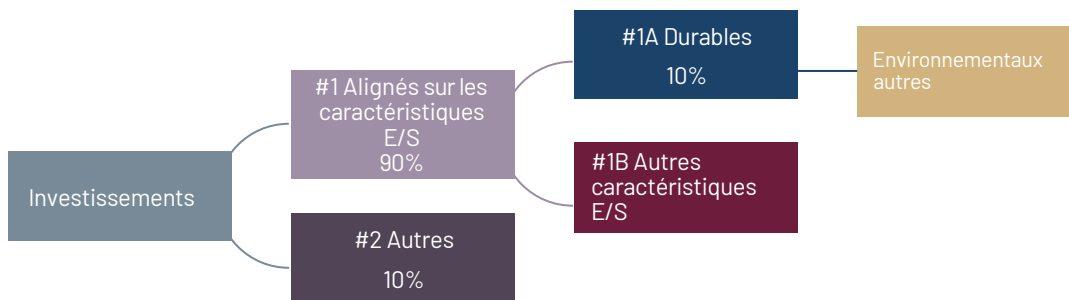 Investissements
#1 Alignés sur les
caractéristiques
E/S
90%
#2 Autres
10%
#1A Durables
10%
#1B Autres
caractéristiques
E/S
Environnementaux
autres